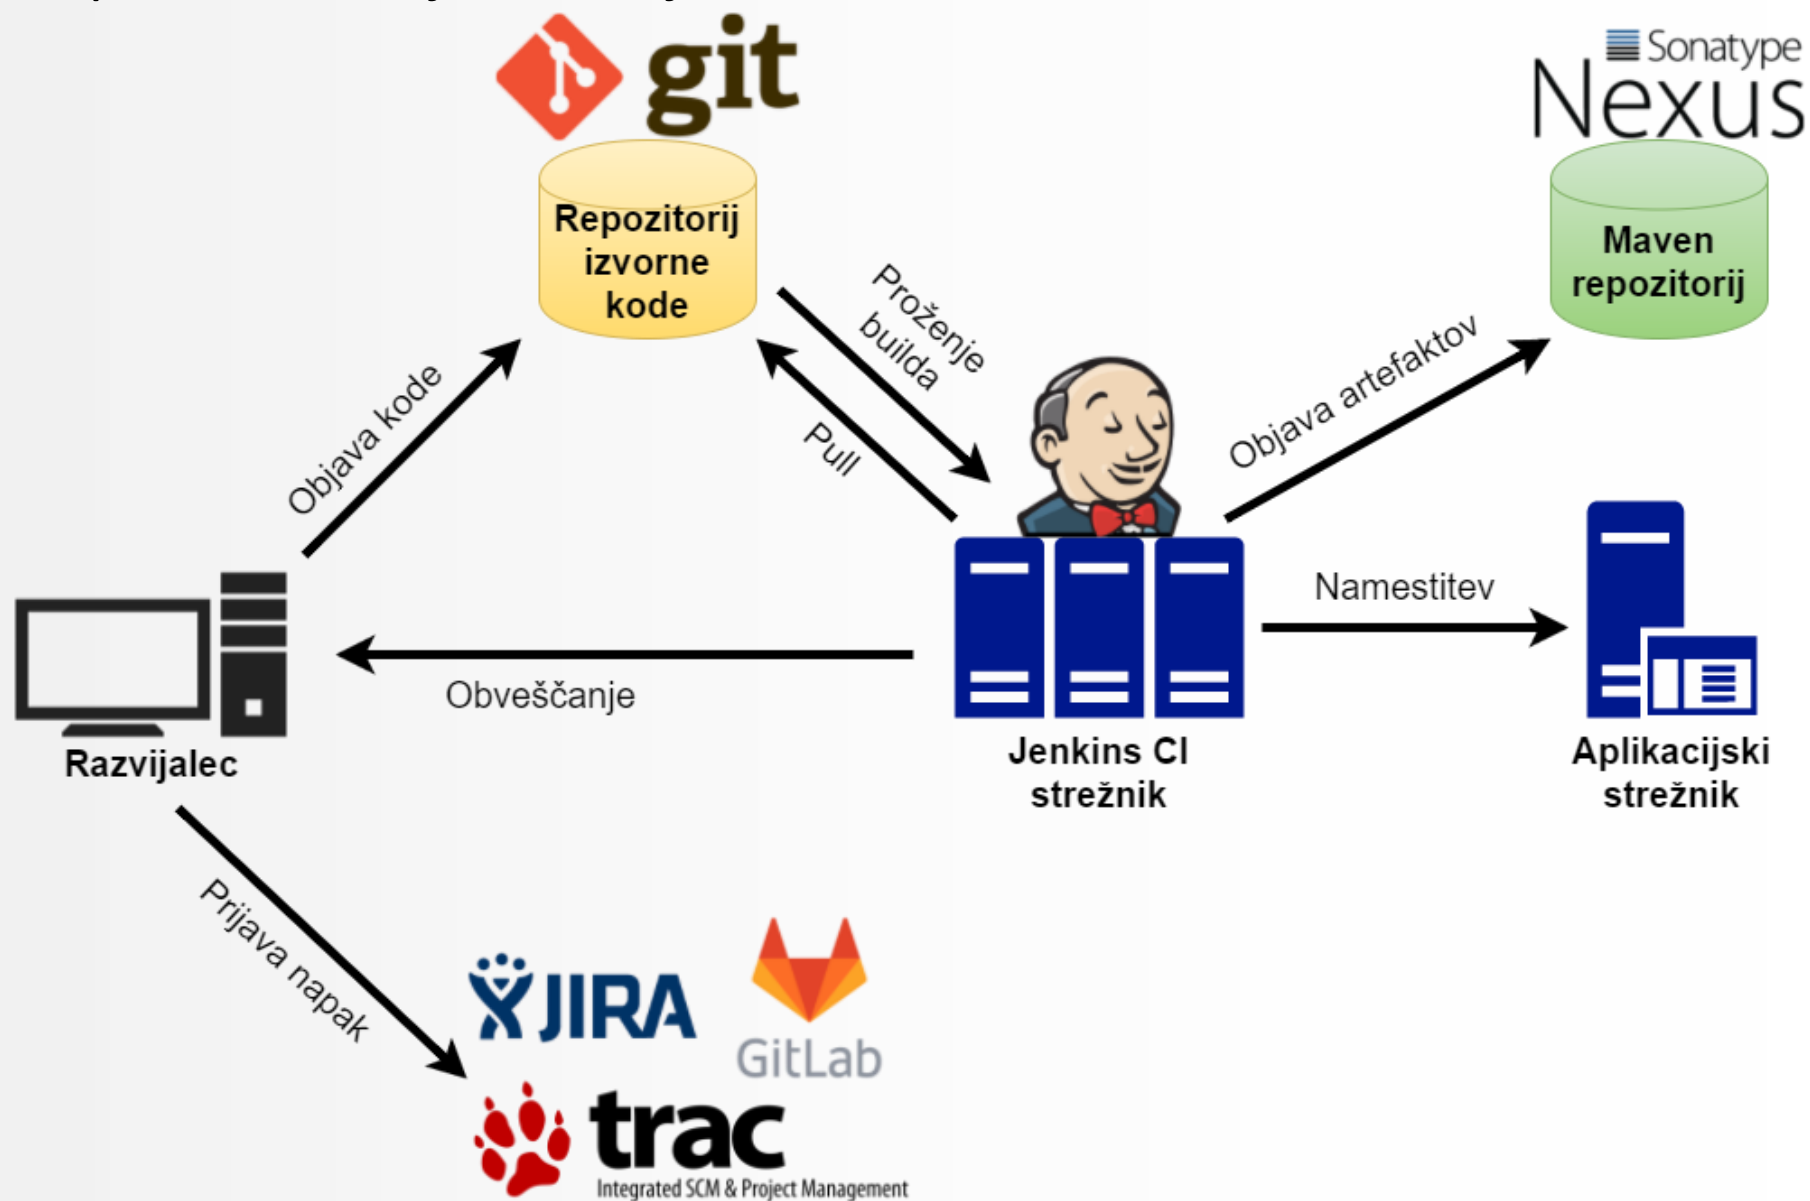 git
Sonatype
Nexus
Repozitorij
izvorne
kode
Maven
repozitorij
Proženje
builda
Pull
Objava kode
Objava artefaktov
Namestitev
Obveščanje
Razvijalec
Jenkins CI
strežnik
Aplikacijski
strežnik
Prijava napak
JIRA
GitLab
trac
Integrated SCM & Project Management